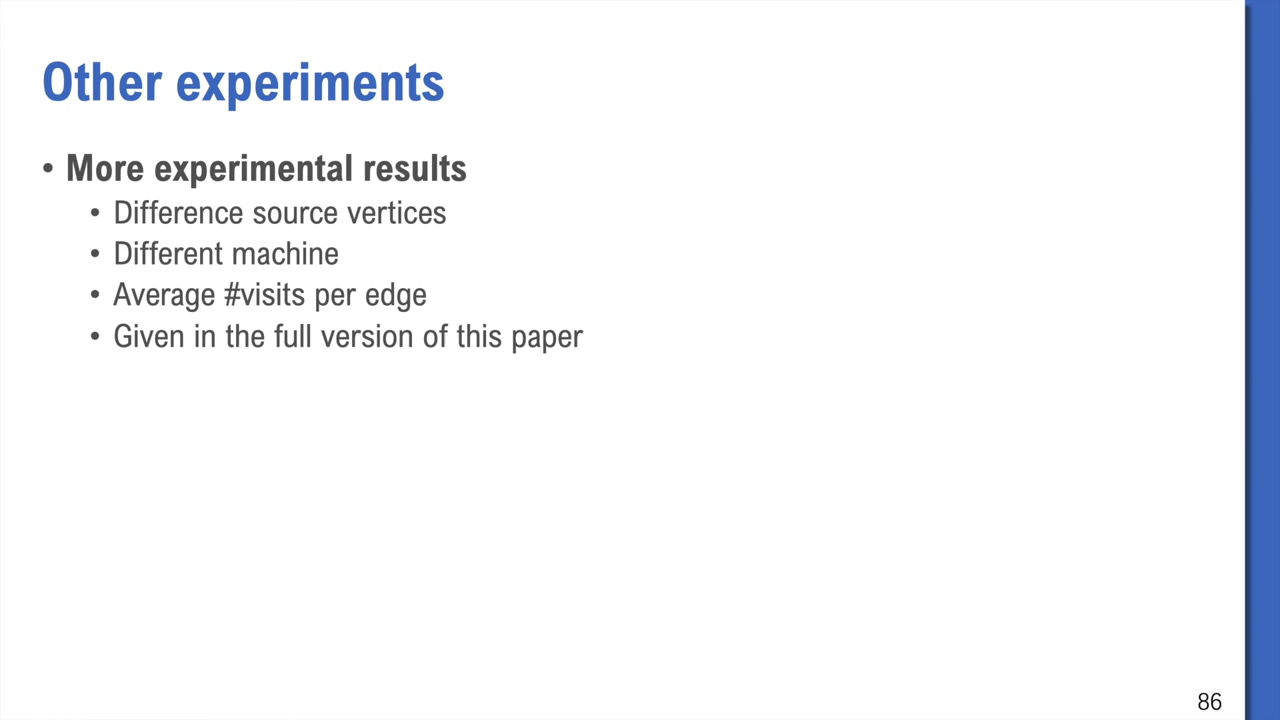 Other experiments
• More experimental results
• Difference source vertices
• Different machine
• Average #visits per edge
• Given in the full version of this paper
86